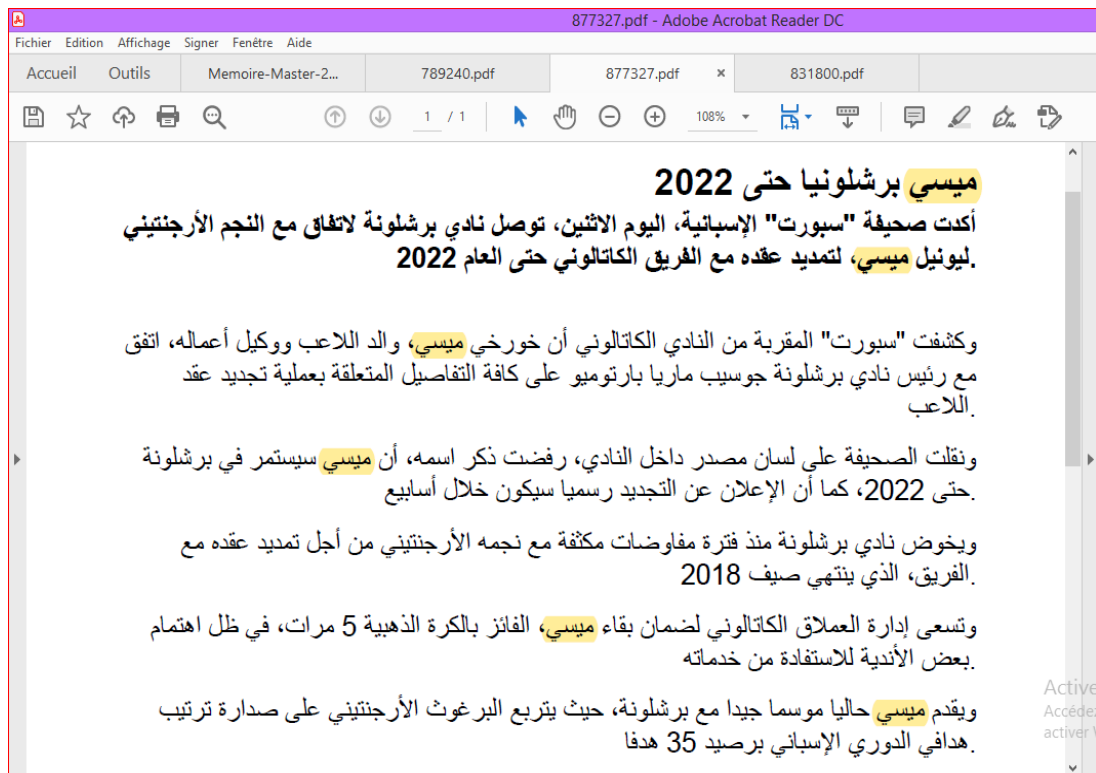 877327.pdf - Adobe Acrobat Reader DC
Fichier Edition Affichage Signer Fenêtre Aide
Accueil Outils Memoire-Master-2... 789240.pdf 877327.pdf × 831800.pdf
1 / 1 108%
ميسي برشلونيا حتى 2022
أكدت صحيفة "سبورت" الإسبانية، اليوم الاثنين، توصل نادي برشلونة لاتفاق مع النجم الأرجنتيني
.ليونيل ميسي، لتمديد عقده مع الفريق الكاتالوني حتى العام 2022
وكشفت "سبورت" المقربة من النادي الكاتالوني أن خورخي ميسي، والد اللاعب ووكيل أعماله، اتفق
مع رئيس نادي برشلونة جوسيب ماريا بارتوميو على كافة التفاصيل المتعلقة بعملية تجديد عقد
.اللاعب
ونقلت الصحيفة على لسان مصدر داخل النادي، رفضت ذكر اسمه، أن ميسي سيستمر في برشلونة
.حتى 2022، كما أن الإعلان عن التجديد رسميا سيكون خلال أسابيع
ويخوض نادي برشلونة منذ فترة مفاوضات مكثفة مع نجمه الأرجنتيني من أجل تمديد عقده مع
.الفريق، الذي ينتهي صيف 2018
وتسعى إدارة العملاق الكاتالوني لضمان بقاء ميسي، الفائز بالكرة الذهبية 5 مرات، في ظل اهتمام
.بعض الأندية للاستفادة من خدماته
ويقدم ميسي حاليا موسما جيدا مع برشلونة، حيث يتربع البرغوث الأرجنتيني على صدارة ترتيب
.هدافي الدوري الإسباني برصيد 35 هدفا
Active
Accédez
activer